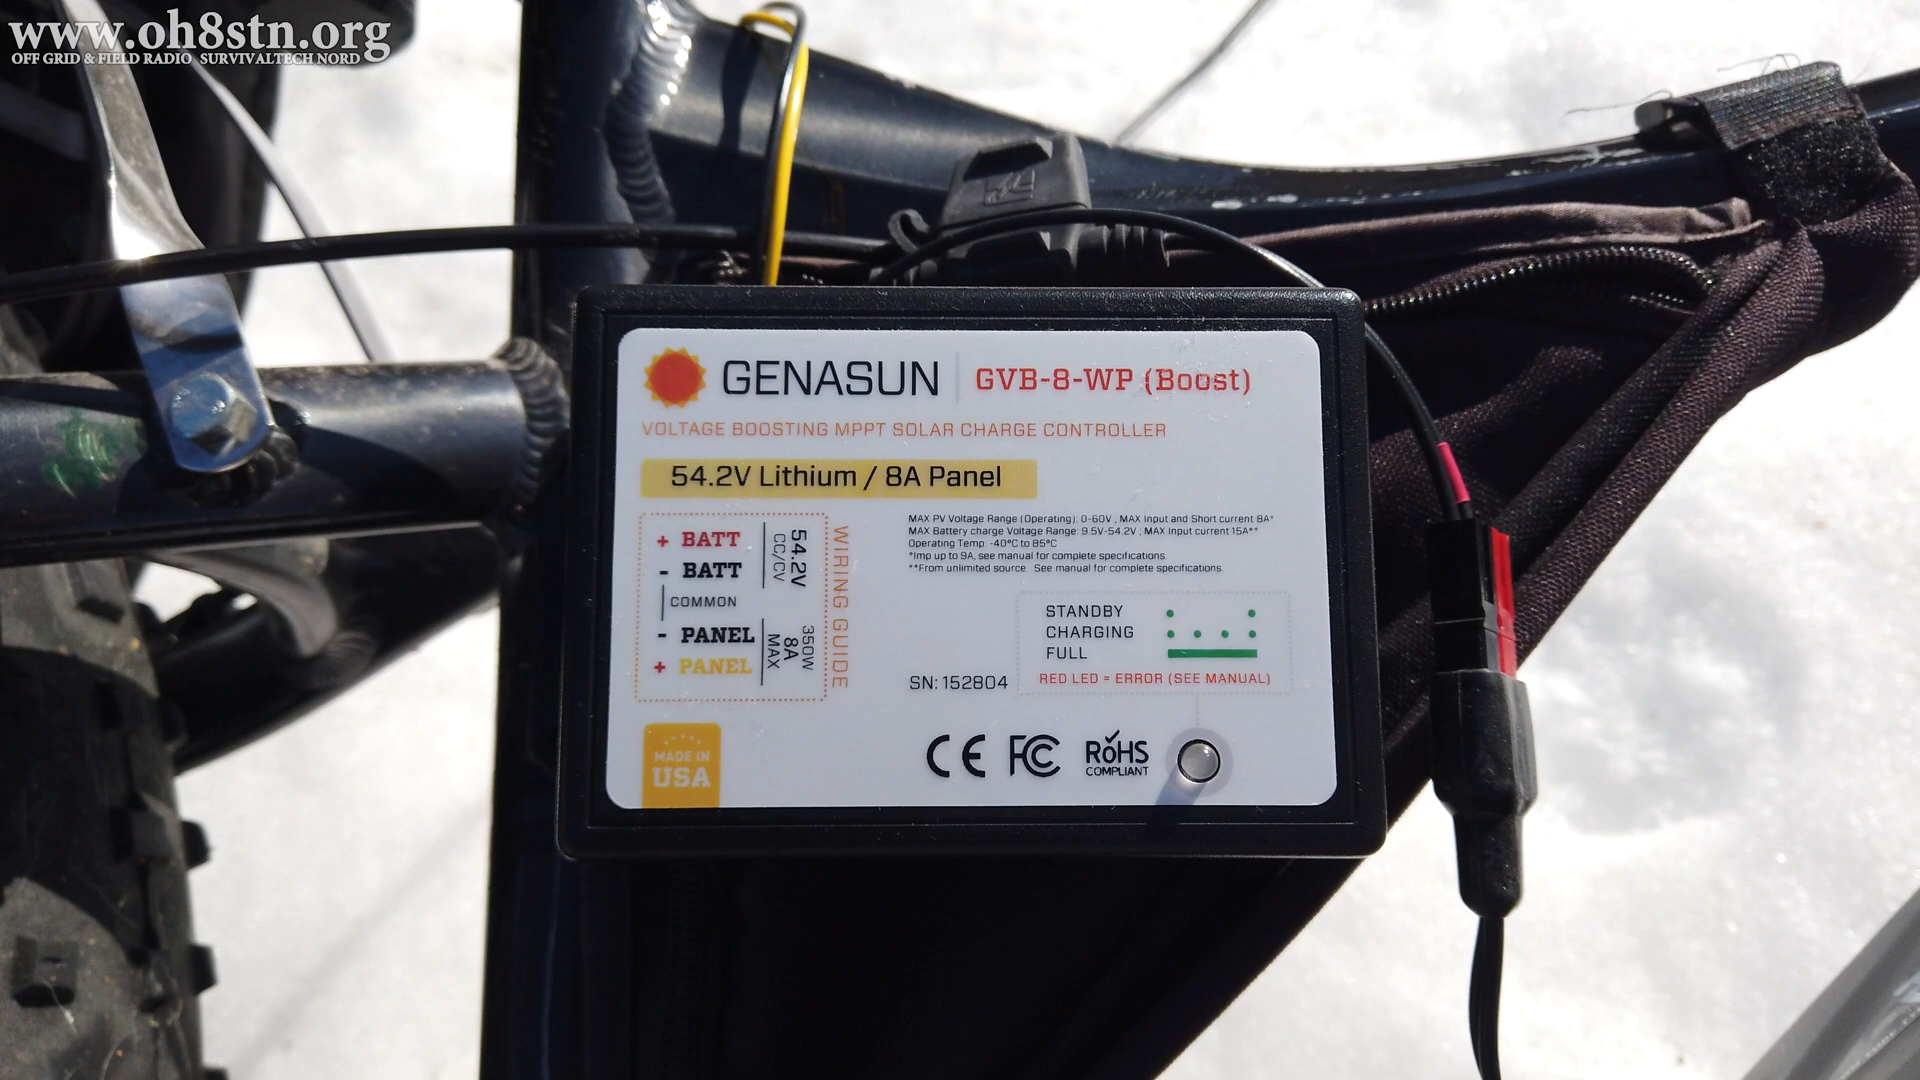 www.oh8stn.org
OFF GRID & FIELD RADIO SURVIVALTECH NORD
GENASUN GVB-8-WP (Boost)
VOLTAGE BOOSTING MPPT SOLAR CHARGE CONTROLLER
54.2V Lithium / 8A Panel
MAX PV Voltage Range (Operating): 0-60V ; MAX Input and Short current 8A*
MAX Battery charge Voltage Range: 9.5V-54.2V ; MAX Input current 15A**
Operating Temp: -40°C to 85°C
*Imp up to 9A, see manual for complete specifications.
**From unlimited source. See manual for complete specifications.
+ BATT
- BATT
54.2V
CC/CV
COMMON
- PANEL
+ PANEL
350W
8A
MAX
WIRING GUIDE
STANDBY
CHARGING
FULL
RED LED = ERROR (SEE MANUAL)
SN: 152804
MADE IN
USA
CE FC RoHS
COMPLIANT